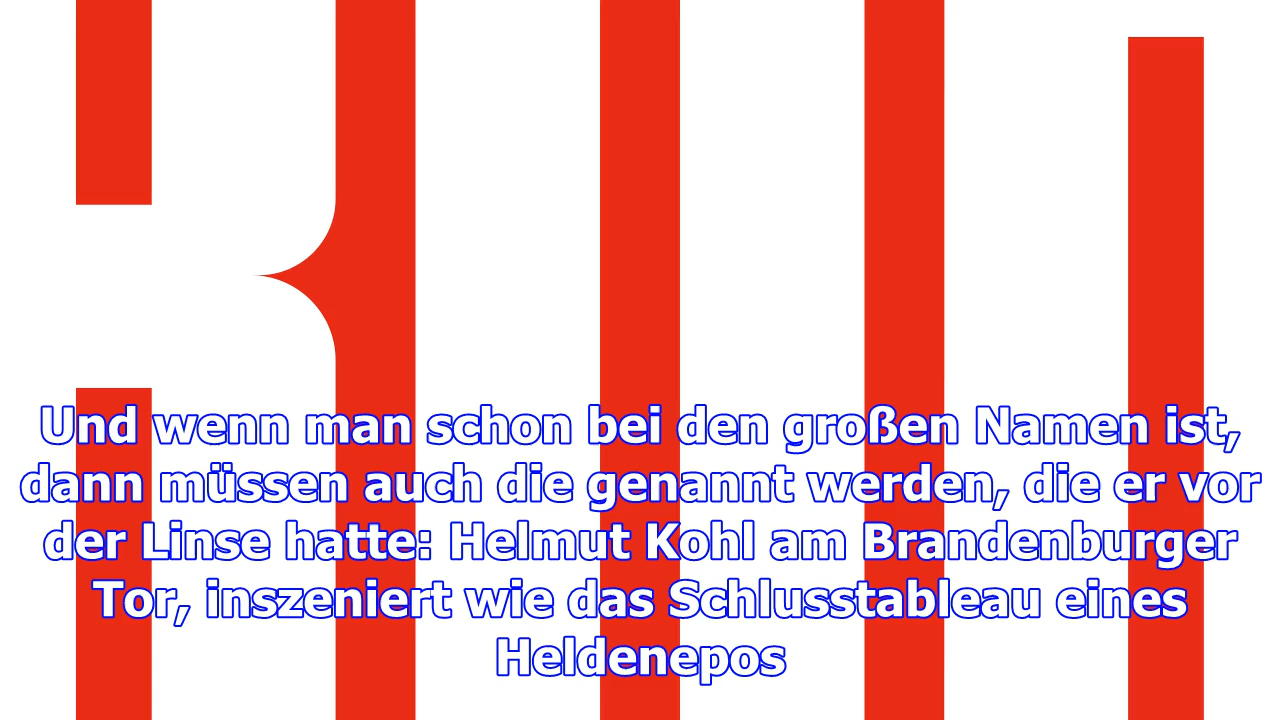 Und wenn man schon bei den großen Namen ist,
dann müssen auch die genannt werden, die er vor
der Linse hatte: Helmut Kohl am Brandenburger
Tor, inszeniert wie das Schlusstableau eines
Heldenepos